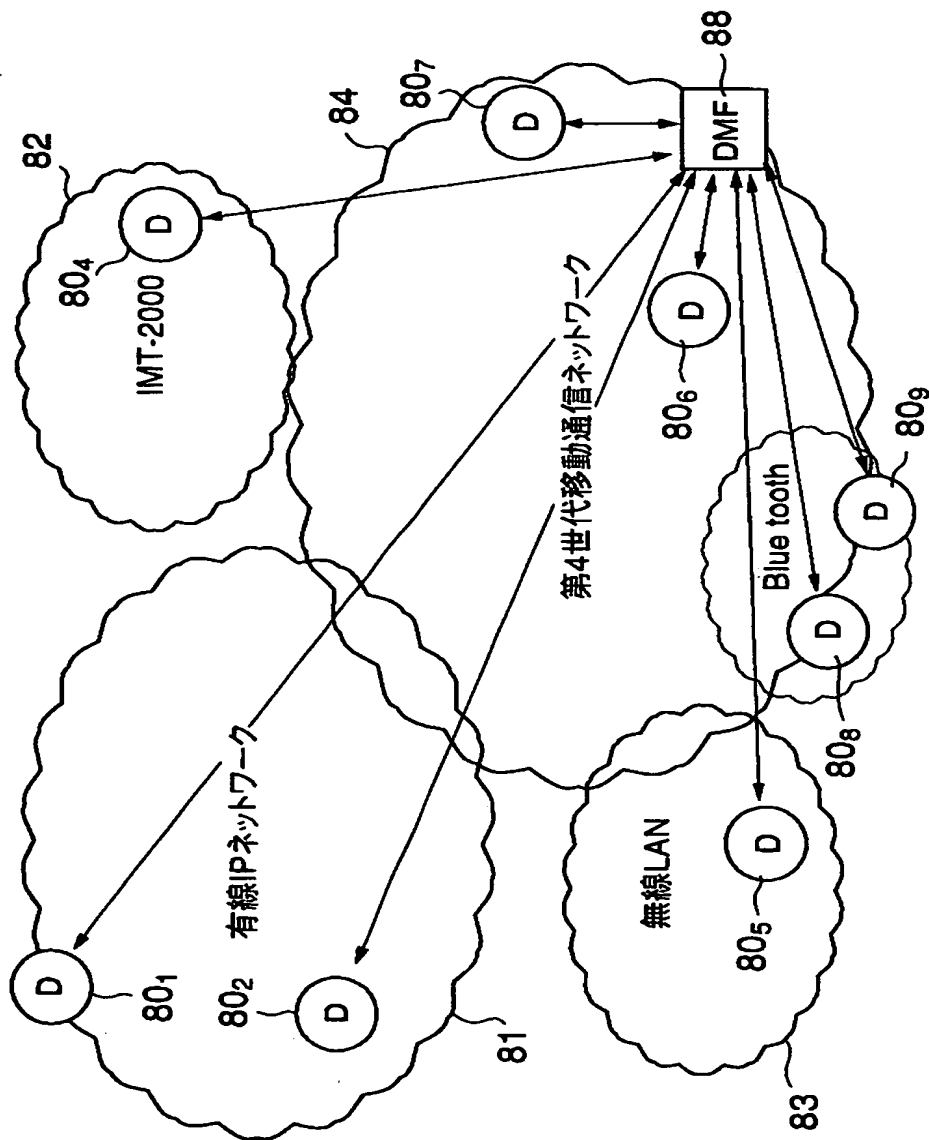 82
80₄
D
IMT-2000
84
80₇
D
DMF
88
第4世代移動通信ネットワーク
D
80₆
Blue tooth
D
80₈
D
80₉
D
80₁
有線IPネットワーク
D
80₂
81
無線LAN
D
80₅
83